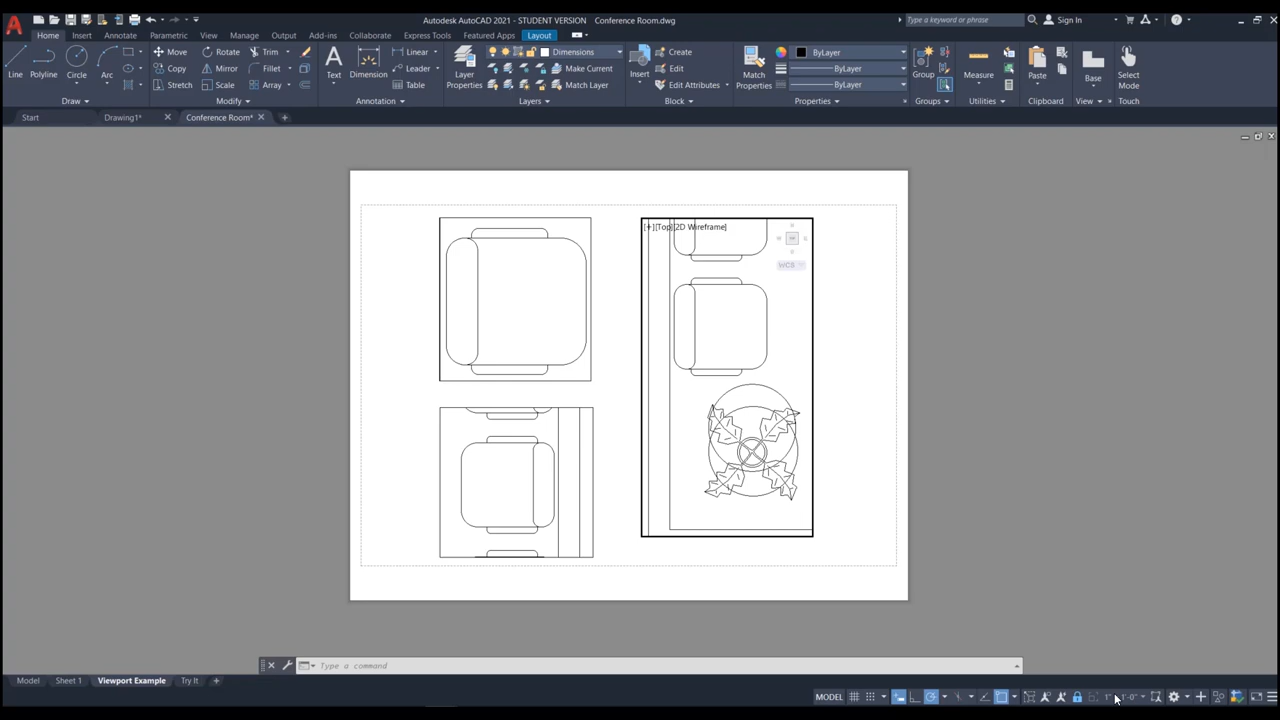 Autodesk AutoCAD 2021 - STUDENT VERSION Conference Room.dwg
Type a keyword or phrase
Sign In
Home Insert Annotate Parametric View Manage Output Add-ins Collaborate Express Tools Featured Apps Layout
Line Polyline Circle Arc
Move Rotate Trim
Copy Mirror Fillet
Stretch Scale Array
Text Dimension
Linear
Leader
Table
Layer Properties
Dimensions
Make Current
Match Layer
Insert
Create
Edit
Edit Attributes
Match Properties
ByLayer
ByLayer
ByLayer
Group Measure Paste Base Select Mode
Draw Modify Annotation Layers Block Properties Groups Utilities Clipboard View Touch
Start Drawing1* Conference Room*
[+][Top][2D Wireframe]
WCS
Type a command
Model Sheet 1 Viewport Example Try It
MODEL